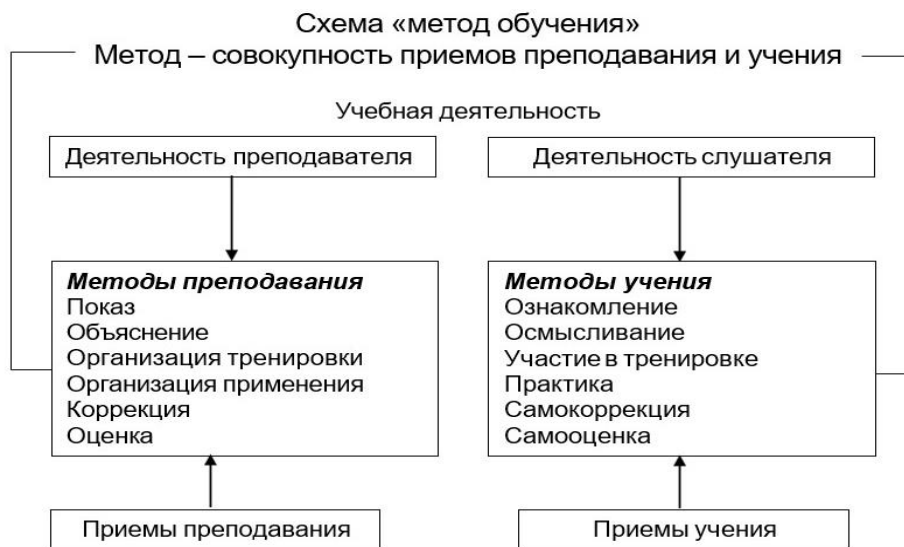 Схема «метод обучения»
Метод – совокупность приемов преподавания и учения
Учебная деятельность
Деятельность преподавателя
Деятельность слушателя
Методы преподавания
Показ
Объяснение
Организация тренировки
Организация применения
Коррекция
Оценка
Методы учения
Ознакомление
Осмысливание
Участие в тренировке
Практика
Самокоррекция
Самооценка
Приемы преподавания
Приемы учения